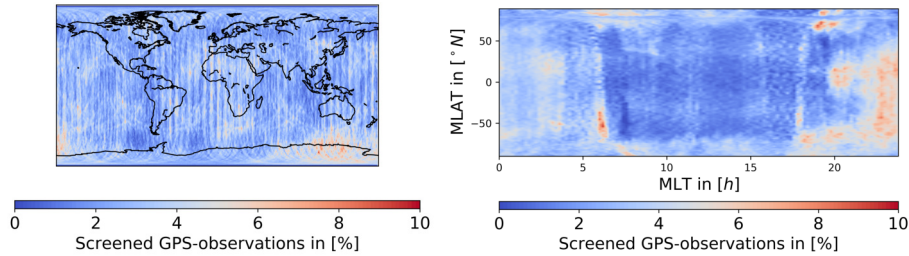 0 2 4 6 8 10
Screened GPS-observations in [%]
MLAT in [°N]
50
0
−50
0 5 10 15 20
MLT in [h]
0 2 4 6 8 10
Screened GPS-observations in [%]